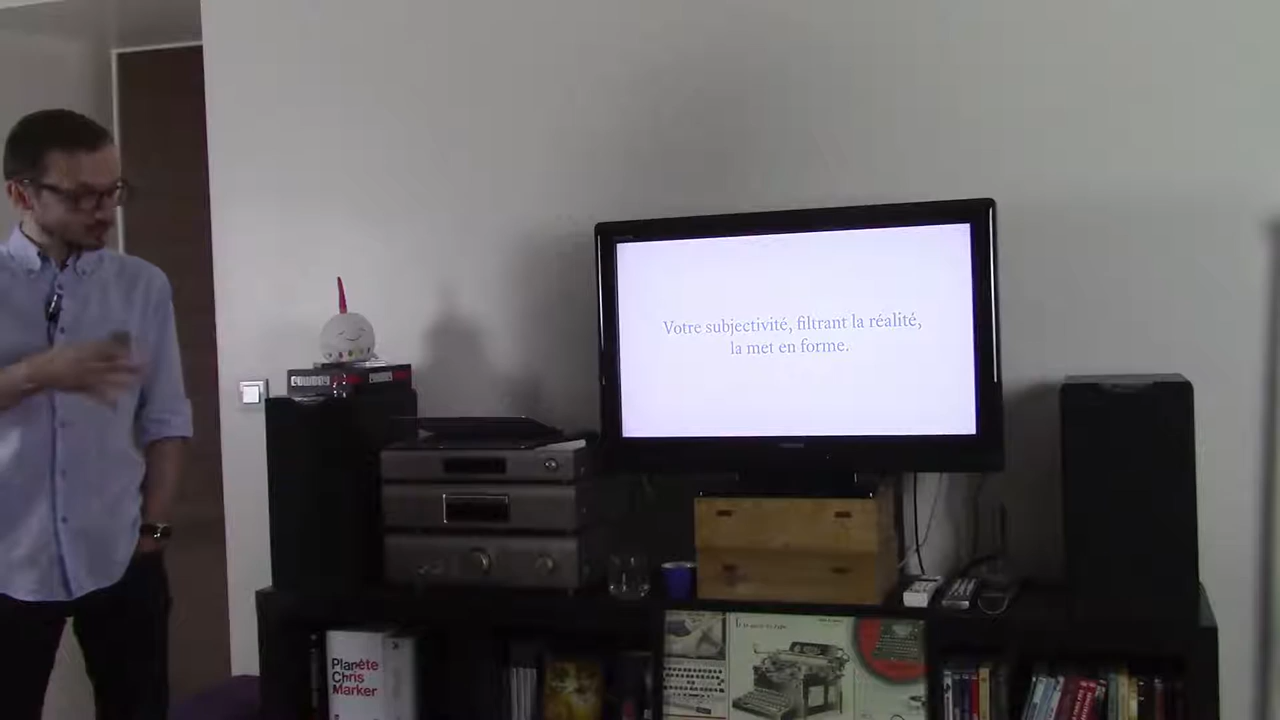 Votre subjectivité, filtrant la réalité,
la met en forme.
Planète
Chris
Marker